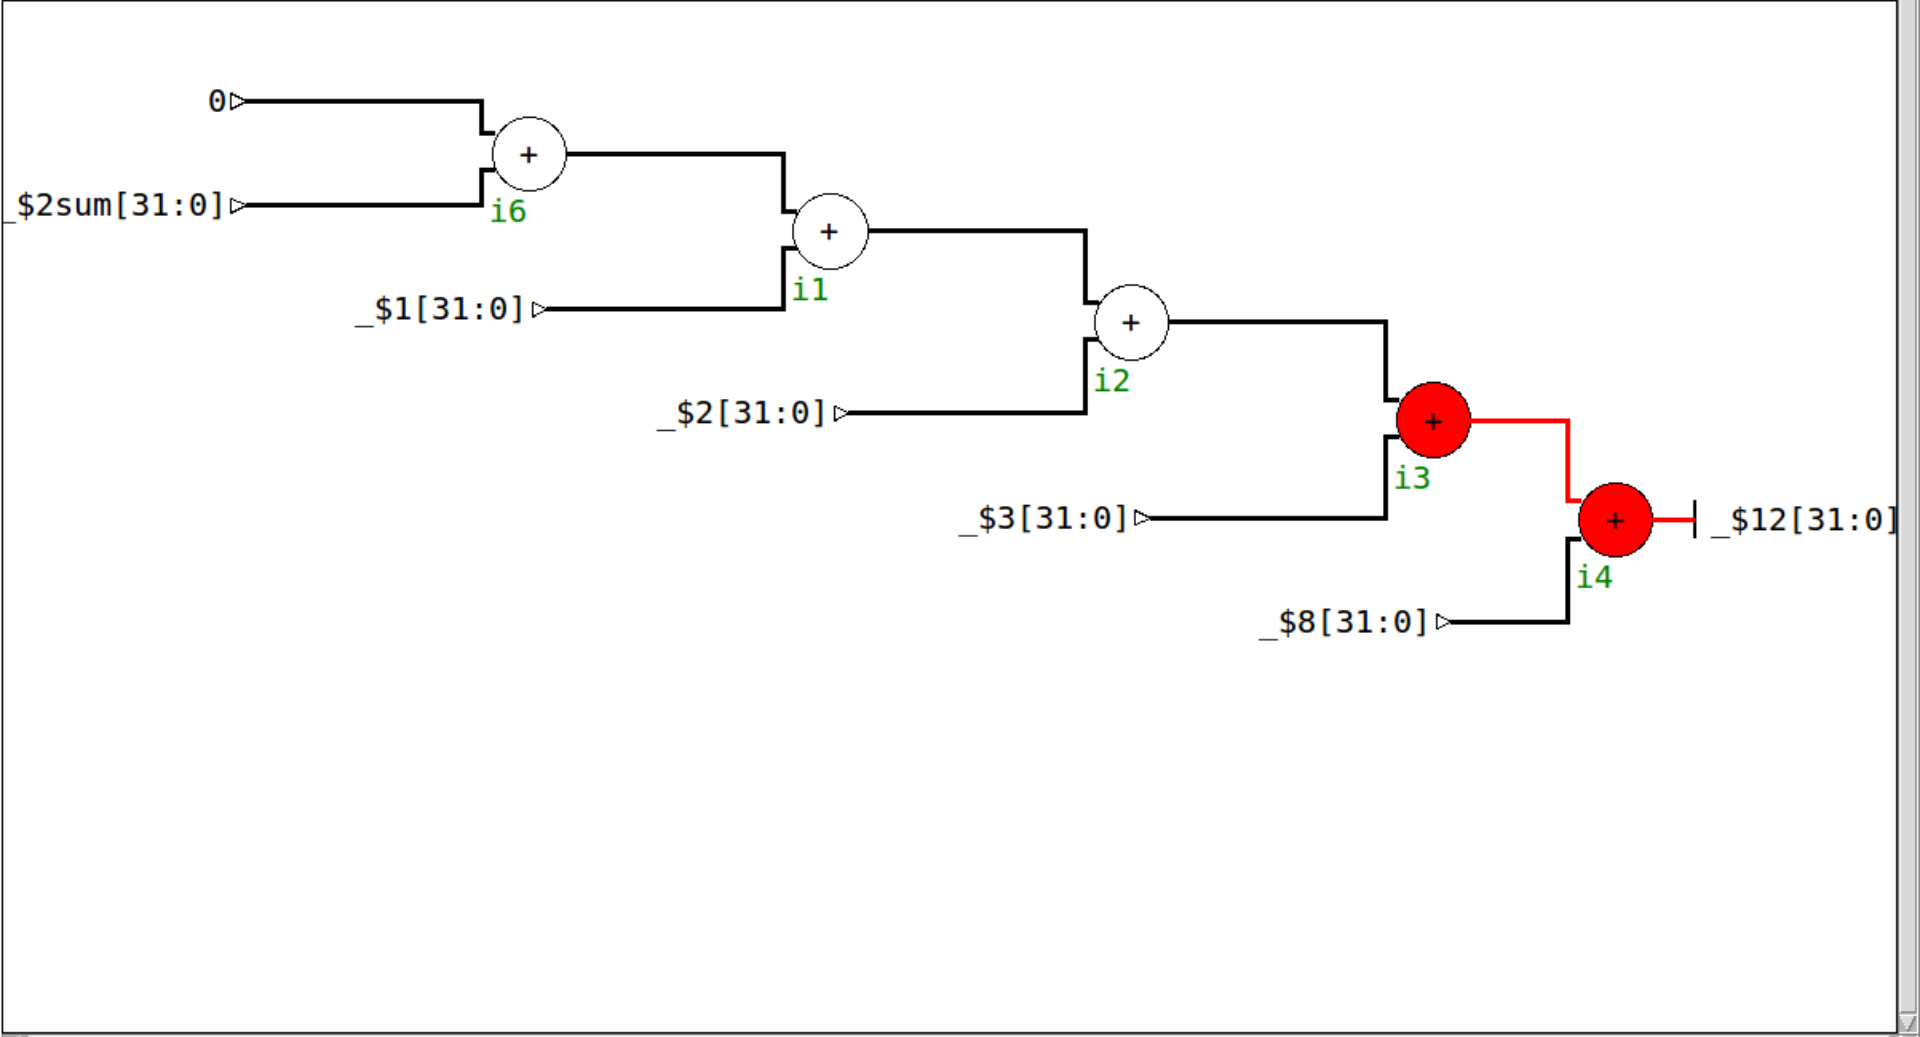 0
+
_$2sum[31:0]
i6
+
_$1[31:0]
i1
+
_$2[31:0]
i2
+
_$3[31:0]
i3
+
_$12[31:0]
i4
_$8[31:0]